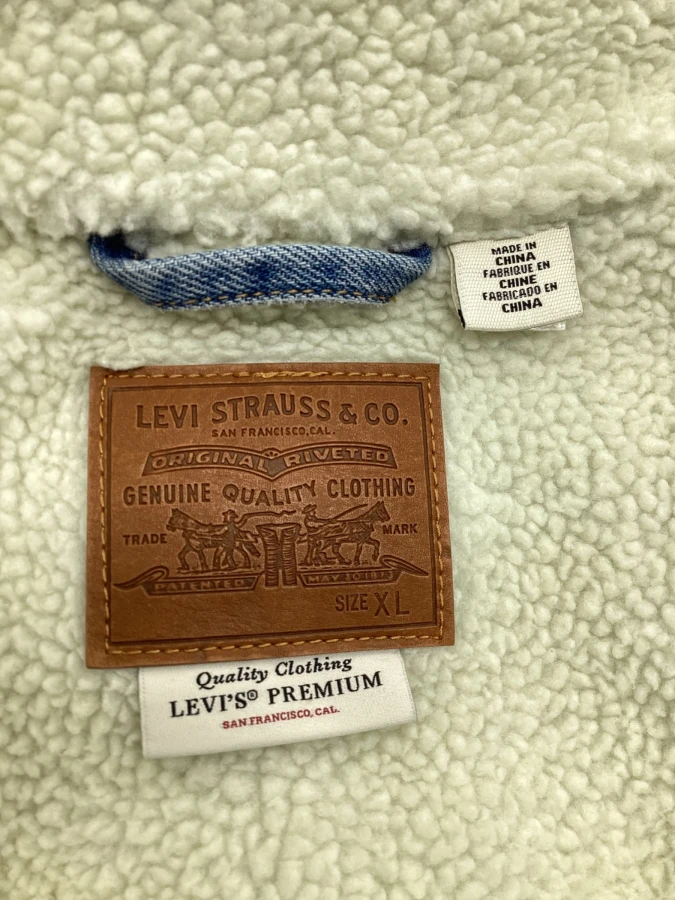 MADE IN
CHINA
FABRIQUE EN
CHINE
FABRICADO EN
CHINA
LEVI STRAUSS & CO.
SAN FRANCISCO, CAL.
ORIGINAL RIVETED
GENUINE QUALITY CLOTHING
TRADE MARK
PATENTED MAY 20 1873
SIZE XL
Quality Clothing
LEVI'S® PREMIUM
SAN FRANCISCO, CAL.